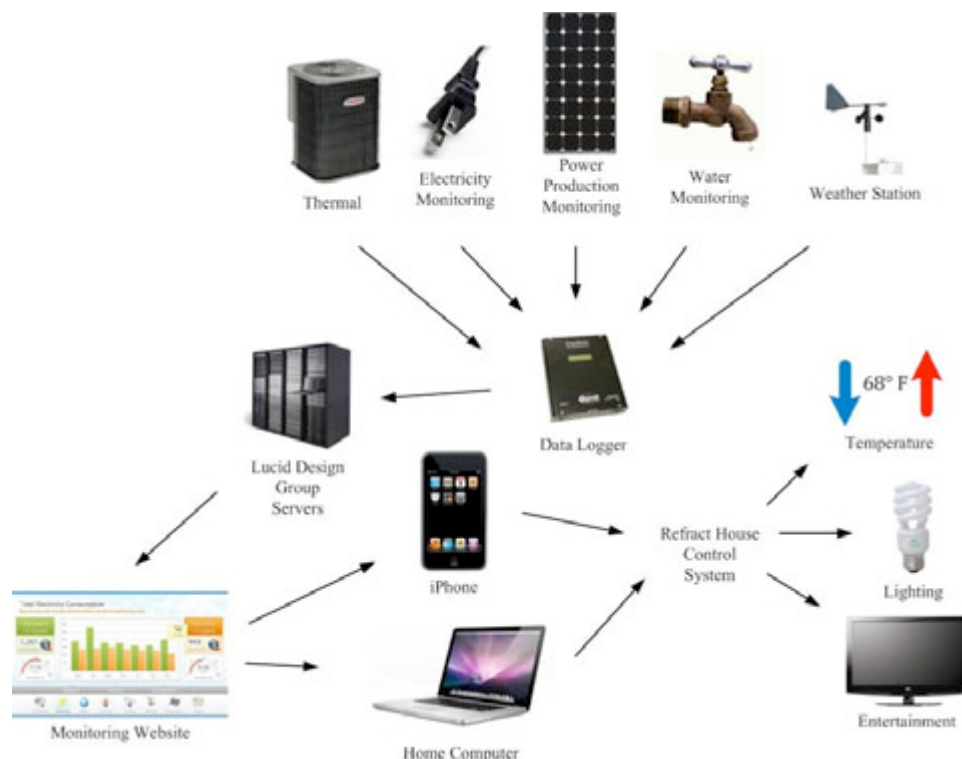 Thermal
Electricity
Monitoring
Power
Production
Monitoring
Water
Monitoring
Weather Station
Data Logger
68° F
Temperature
Lucid Design
Group
Servers
iPhone
Refract House
Control
System
Lighting
Total Electricity Consumption
Monitoring Website
Home Computer
Entertainment